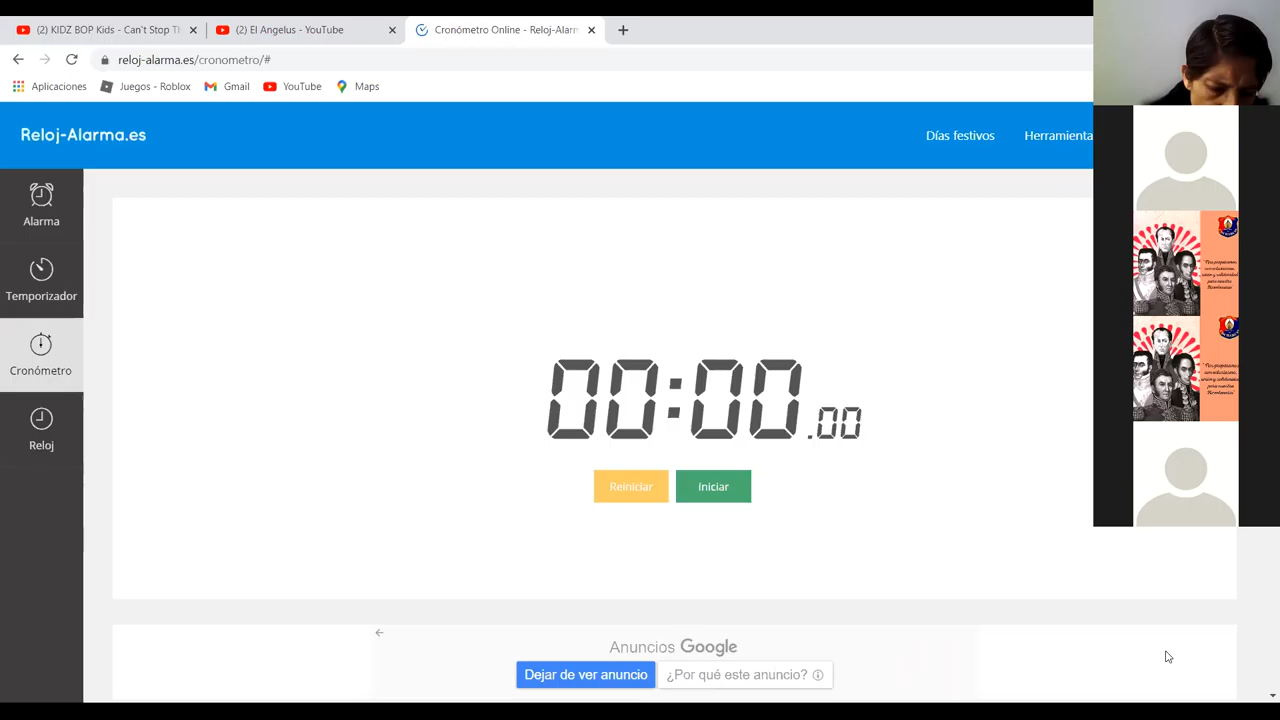 (2) KIDZ BOP Kids - Can't Stop Th
(2) El Angelus - YouTube
Cronómetro Online - Reloj-Alarm
reloj-alarma.es/cronometro/#
Aplicaciones
Juegos - Roblox
Gmail
YouTube
Maps
Reloj-Alarma.es
Días festivos
Herramienta
Alarma
Temporizador
Cronómetro
Reloj
00:00.00
Reiniciar
Iniciar
Anuncios Google
Dejar de ver anuncio
¿Por qué este anuncio?